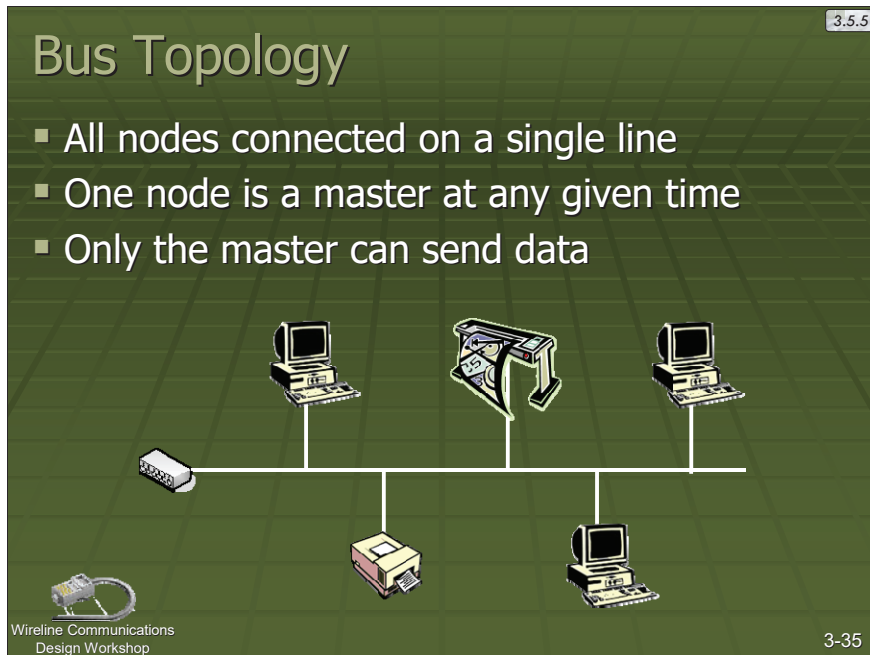 3.5.5
Bus Topology
All nodes connected on a single line
One node is a master at any given time
Only the master can send data
Wireline Communications
Design Workshop
3-35